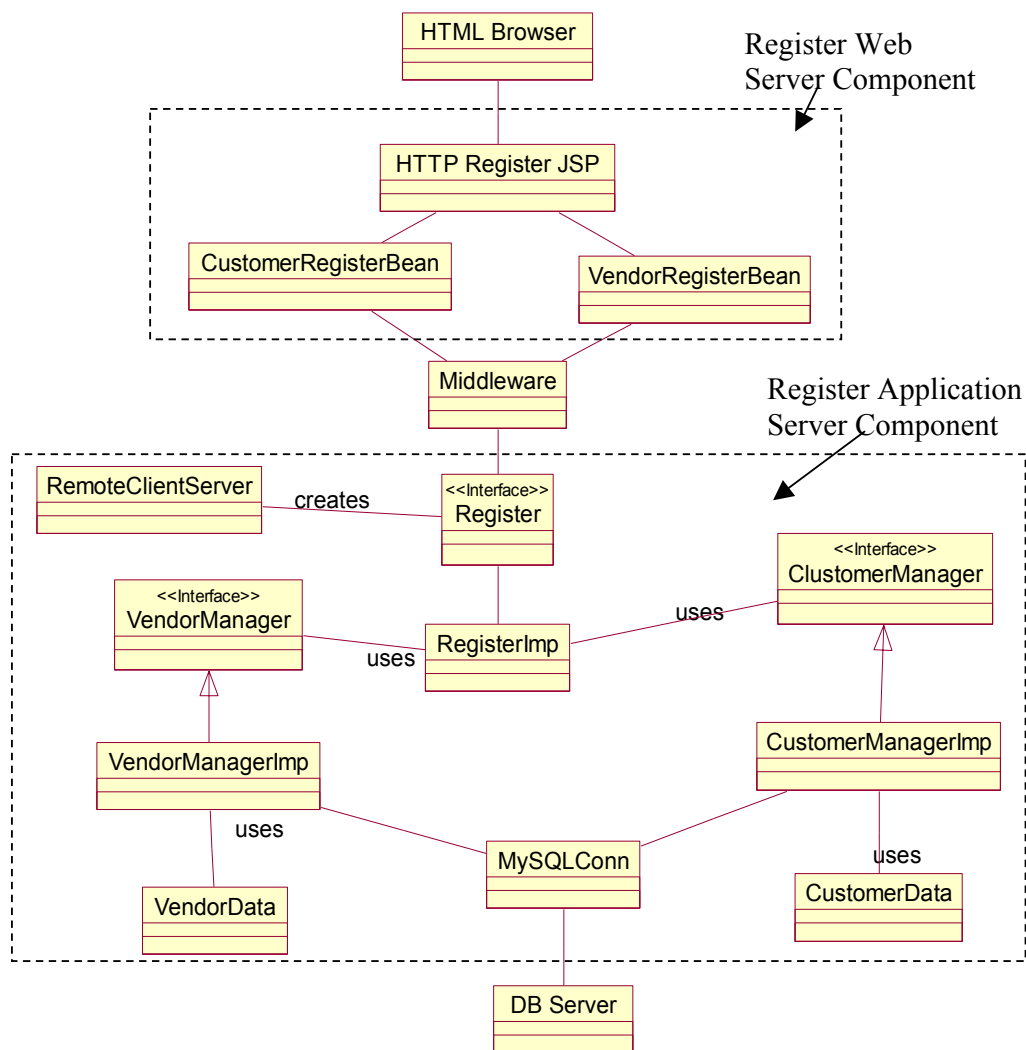 HTML Browser
Register Web
Server Component
HTTP Register JSP
CustomerRegisterBean
VendorRegisterBean
Middleware
Register Application
Server Component
RemoteClientServer
creates
<<Interface>>
Register
<<Interface>>
ClustomerManager
<<Interface>>
VendorManager
uses
RegisterImp
uses
VendorManagerImp
CustomerManagerImp
uses
MySQLConn
uses
VendorData
CustomerData
DB Server